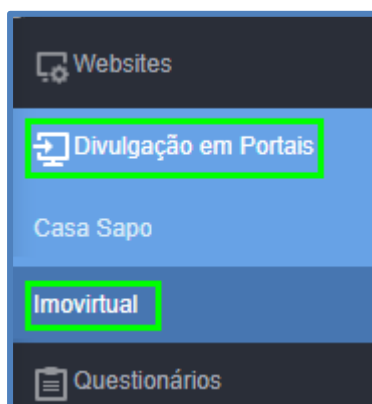 Websites
Divulgação em Portais
Casa Sapo
Imovirtual
Questionários